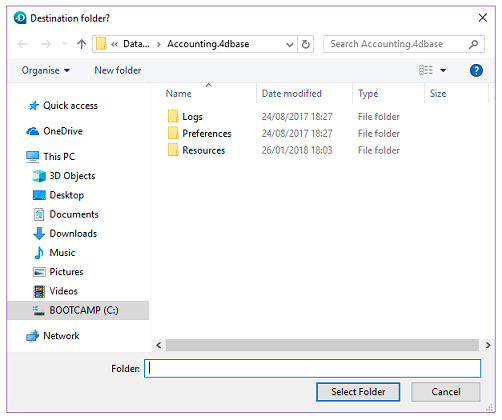 Destination folder?
« Data... > Accounting.4dbase
Search Accounting.4dbase
Organise New folder
?
Name Date modified Type Size
Logs 24/08/2017 18:27 File folder
Preferences 24/08/2017 18:27 File folder
Resources 26/01/2018 18:03 File folder
Quick access
OneDrive
This PC
3D Objects
Desktop
Documents
Downloads
Music
Pictures
Videos
BOOTCAMP (C:)
Network
Folder:
Select Folder Cancel